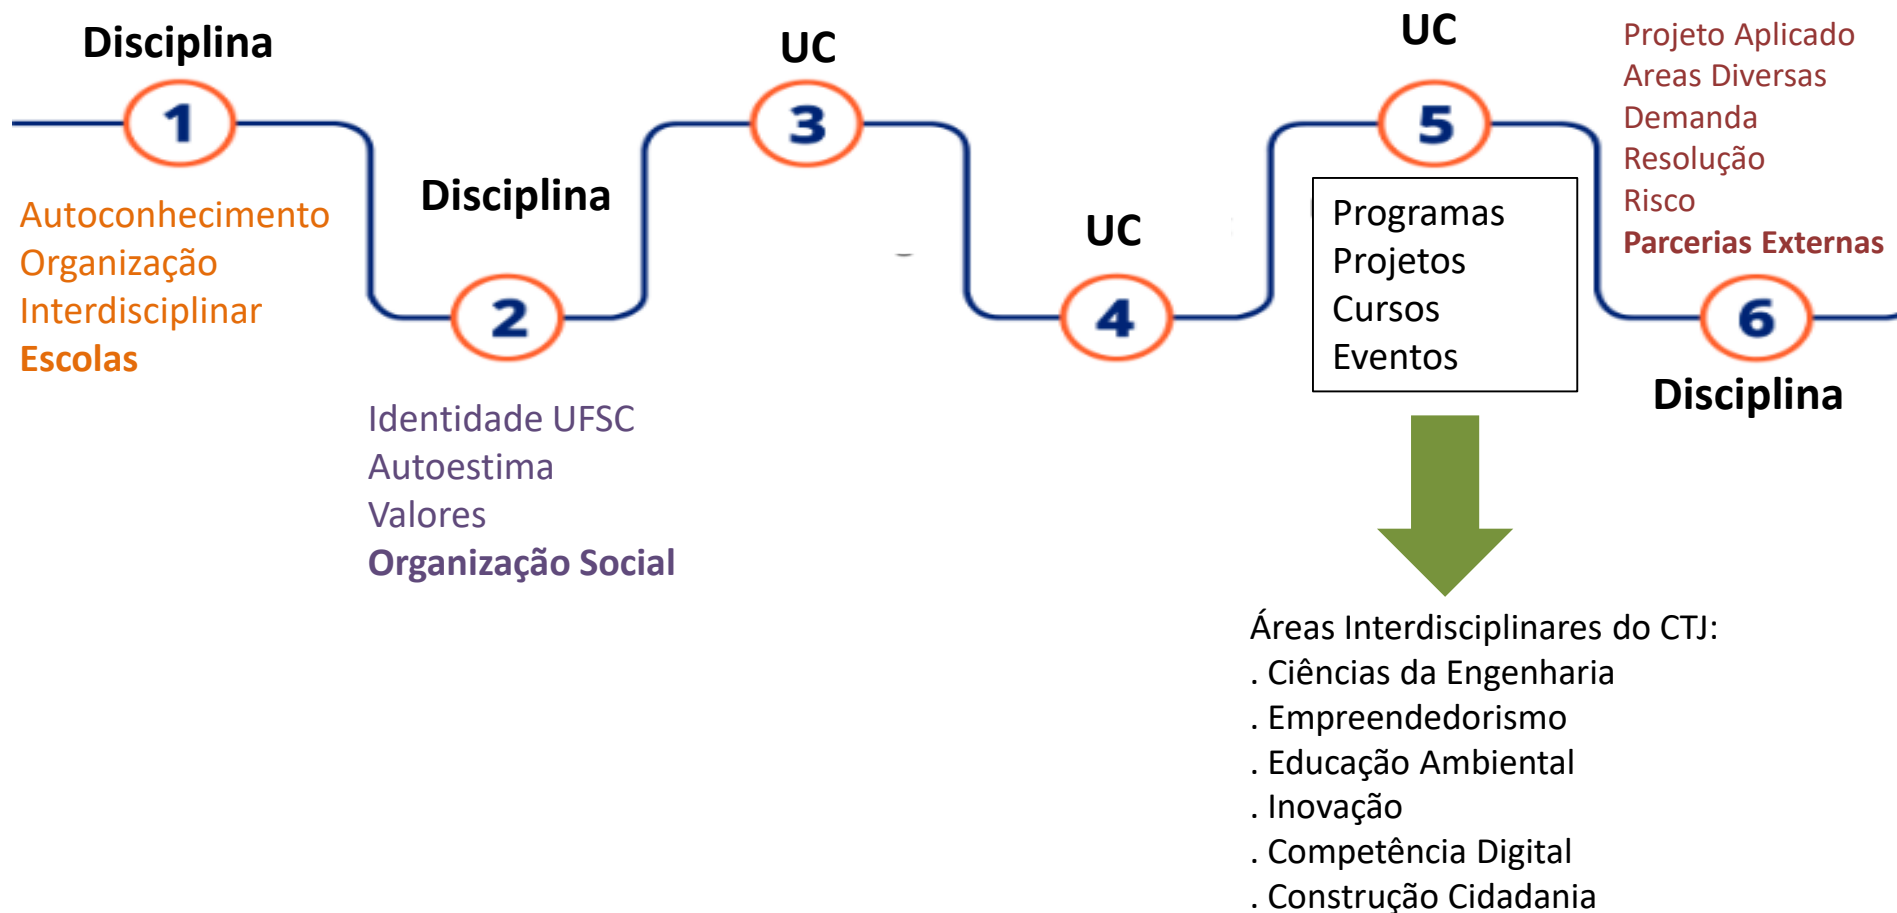 Disciplina
1
Autoconhecimento
Organização
Interdisciplinar
Escolas
Disciplina
2
Identidade UFSC
Autoestima
Valores
Organização Social
UC
3
UC
4
UC
5
Programas
Projetos
Cursos
Eventos
Áreas Interdisciplinares do CTJ:
. Ciências da Engenharia
. Empreendedorismo
. Educação Ambiental
. Inovação
. Competência Digital
. Construção Cidadania
Projeto Aplicado
Areas Diversas
Demanda
Resolução
Risco
Parcerias Externas
6
Disciplina